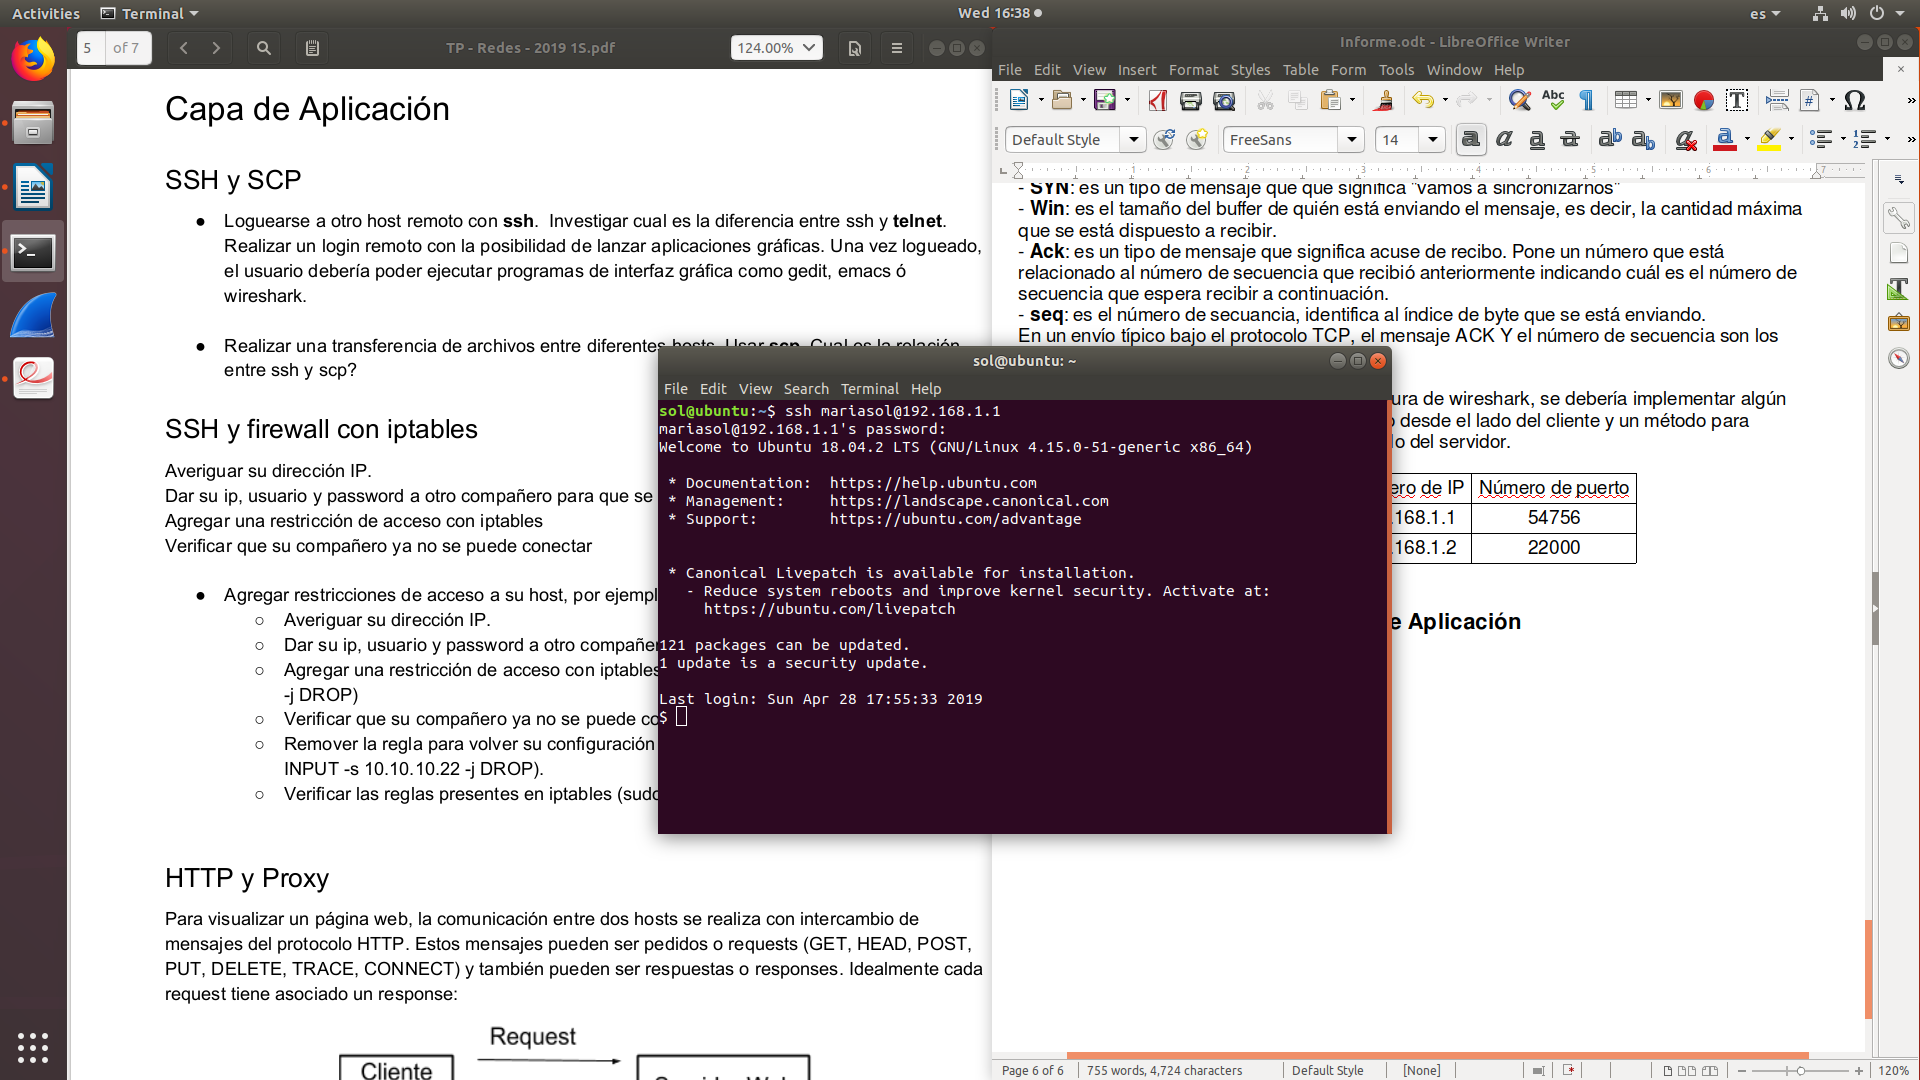 Activities
Terminal
Wed 16:38
es
5
of 7
TP - Redes - 2019 1S.pdf
124.00%
Capa de Aplicación
SSH y SCP
● Loguearse a otro host remoto con ssh. Investigar cual es la diferencia entre ssh y telnet.
Realizar un login remoto con la posibilidad de lanzar aplicaciones gráficas. Una vez logueado,
el usuario debería poder ejecutar programas de interfaz gráfica como gedit, emacs ó
wireshark.
● Realizar una transferencia de archivos entre diferentes hosts. Usar scp. Cual es la relación
entre ssh y scp?
SSH y firewall con iptables
Averiguar su dirección IP.
Dar su ip, usuario y password a otro compañero para que se
Agregar una restricción de acceso con iptables
Verificar que su compañero ya no se puede conectar
● Agregar restricciones de acceso a su host, por ejempl
○ Averiguar su dirección IP.
○ Dar su ip, usuario y password a otro compañer
○ Agregar una restricción de acceso con iptables
-j DROP)
○ Verificar que su compañero ya no se puede co
○ Remover la regla para volver su configuración
INPUT -s 10.10.10.22 -j DROP).
○ Verificar las reglas presentes en iptables (sudo
HTTP y Proxy
Para visualizar un página web, la comunicación entre dos hosts se realiza con intercambio de
mensajes del protocolo HTTP. Estos mensajes pueden ser pedidos o requests (GET, HEAD, POST,
PUT, DELETE, TRACE, CONNECT) y también pueden ser respuestas o responses. Idealmente cada
request tiene asociado un response:
Request
Cliente
sol@ubuntu: ~
File Edit View Search Terminal Help
sol@ubuntu:~$ ssh mariasol@192.168.1.1
mariasol@192.168.1.1's password:
Welcome to Ubuntu 18.04.2 LTS (GNU/Linux 4.15.0-51-generic x86_64)
* Documentation: https://help.ubuntu.com
* Management: https://landscape.canonical.com
* Support: https://ubuntu.com/advantage
* Canonical Livepatch is available for installation.
- Reduce system reboots and improve kernel security. Activate at:
https://ubuntu.com/livepatch
121 packages can be updated.
1 update is a security update.
Last login: Sun Apr 28 17:55:33 2019
$
Informe.odt - LibreOffice Writer
File Edit View Insert Format Styles Table Form Tools Window Help
Default Style
FreeSans
14
- SYN: es un tipo de mensaje que que significa "vamos a sincronizarnos"
- Win: es el tamaño del buffer de quién está enviando el mensaje, es decir, la cantidad máxima
que se está dispuesto a recibir.
- Ack: es un tipo de mensaje que significa acuse de recibo. Pone un número que está
relacionado al número de secuencia que recibió anteriormente indicando cuál es el número de
secuencia que espera recibir a continuación.
- seq: es el número de secuancia, identifica al índice de byte que se está enviando.
En un envío típico bajo el protocolo TCP, el mensaje ACK Y el número de secuencia son los
ura de wireshark, se debería implementar algún
desde el lado del cliente y un método para
lo del servidor.
ero de IP Número de puerto
.168.1.1 54756
.168.1.2 22000
e Aplicación
Page 6 of 6
755 words, 4,724 characters
Default Style
[None]
120%